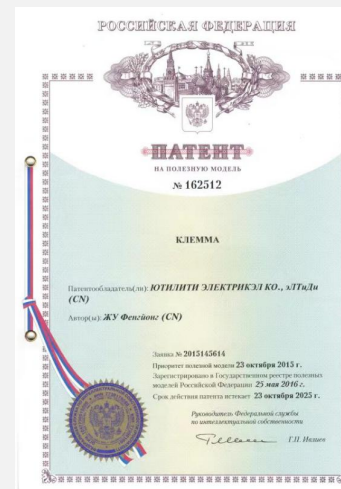 РОССИЙСКАЯ ФЕДЕРАЦИЯ
ПАТЕНТ
НА ПОЛЕЗНУЮ МОДЕЛЬ
№ 162512
КЛЕММА
Патентообладатель(ли): ЮТИЛИТИ ЭЛЕКТРИКЭЛ КО., эЛТиДи
(CN)
Автор(ы): ЖУ Фенгйонг (CN)
Заявка № 2015145614
Приоритет полезной модели 23 октября 2015 г.
Зарегистрировано в Государственном реестре полезных
моделей Российской Федерации 25 мая 2016 г.
Срок действия патента истекает 23 октября 2025 г.
Руководитель Федеральной службы
по интеллектуальной собственности
Г.П. Ивлиев